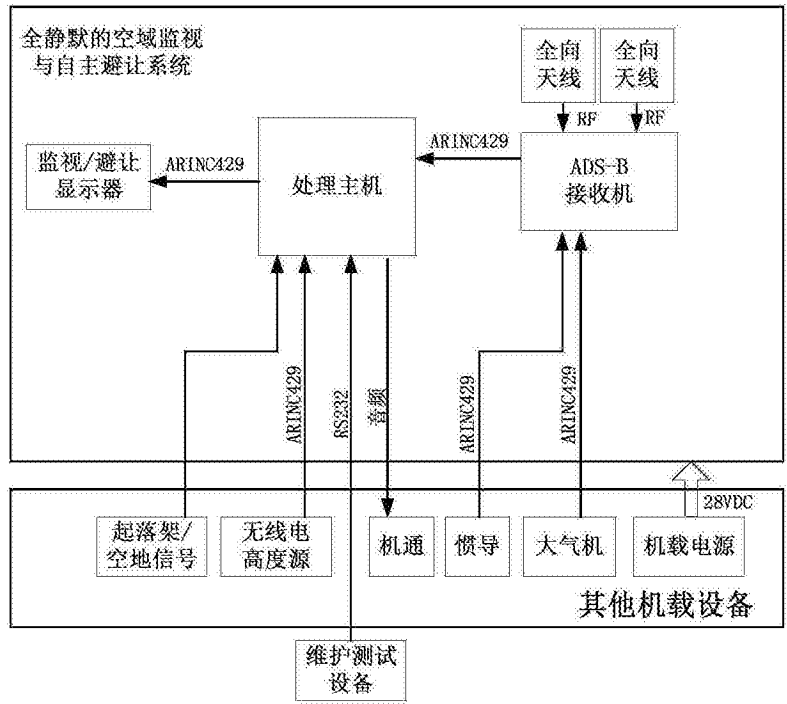 全静默的空域监视
与自主避让系统
全向
天线
全向
天线
RF
RF
ARINC429
ADS-B
接收机
监视/避让
显示器
ARINC429
处理主机
ARINC429
RS232
音频
ARINC429
ARINC429
28VDC
起落架/
空地信号
无线电
高度源
机通
惯导
大气机
机载电源
其他机载设备
维护测试
设备